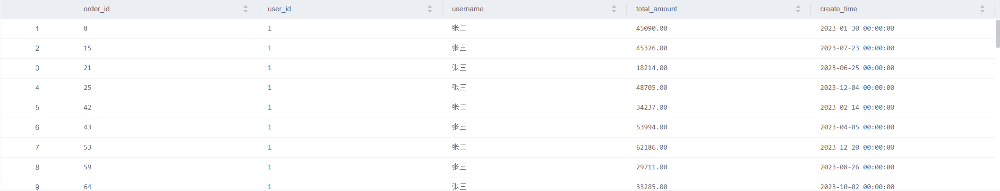 order_id user_id username total_amount create_time
1 8 1 张三 45090.00 2023-01-30 00:00:00
2 15 1 张三 45326.00 2023-07-23 00:00:00
3 21 1 张三 18214.00 2023-06-25 00:00:00
4 25 1 张三 48705.00 2023-12-04 00:00:00
5 42 1 张三 34237.00 2023-02-14 00:00:00
6 43 1 张三 53994.00 2023-04-05 00:00:00
7 53 1 张三 62186.00 2023-12-20 00:00:00
8 59 1 张三 29711.00 2023-08-26 00:00:00
9 64 1 张三 33285.00 2023-10-02 00:00:00